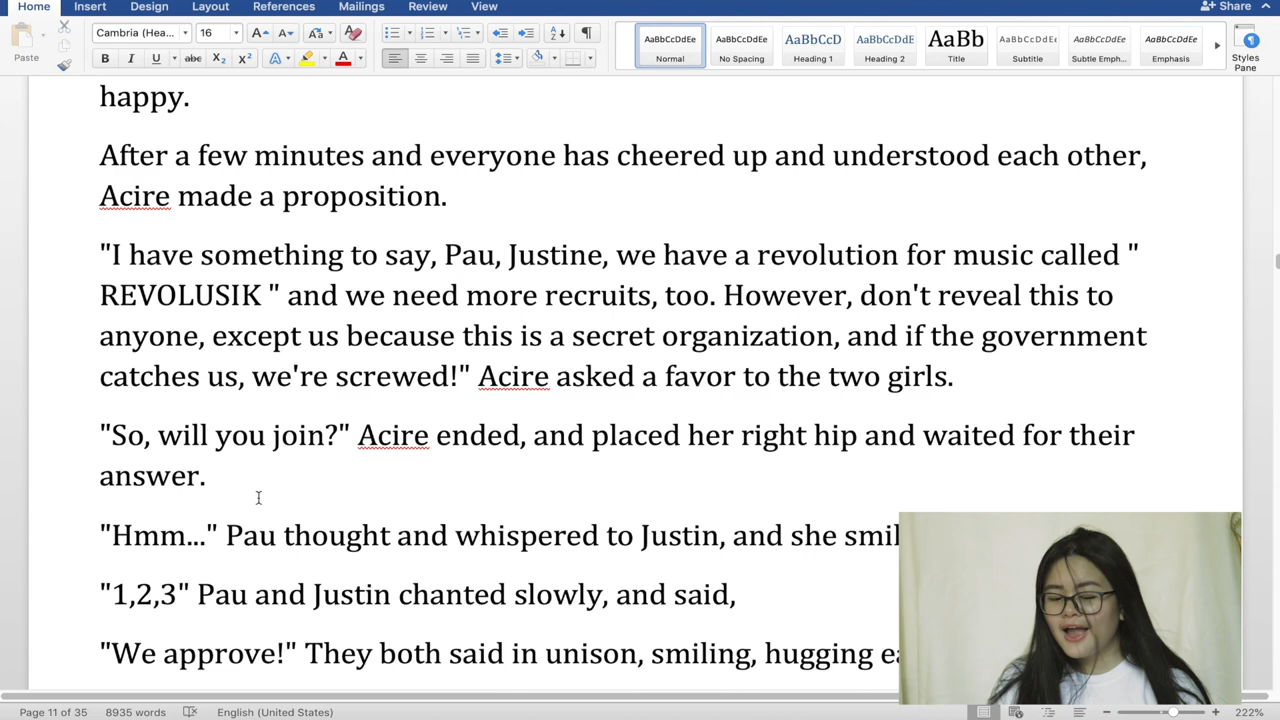 Home Insert Design Layout References Mailings Review View Share
Paste Cambria (Hea... 16
B I U abc X2 X2 A A
AaBbCcDdEe AaBbCcDdEe AaBbCcD AaBbCcDdE AaBb AaBbCcDdEe AaBbCcDdEe AaBbCcDdEe
Normal No Spacing Heading 1 Heading 2 Title Subtitle Subtle Emph... Emphasis Styles Pane
happy.
After a few minutes and everyone has cheered up and understood each other,
Acire made a proposition.
"I have something to say, Pau, Justine, we have a revolution for music called "
REVOLUSIK " and we need more recruits, too. However, don't reveal this to
anyone, except us because this is a secret organization, and if the government
catches us, we're screwed!" Acire asked a favor to the two girls.
"So, will you join?" Acire ended, and placed her right hip and waited for their
answer.
"Hmm..." Pau thought and whispered to Justin, and she smil
"1,2,3" Pau and Justin chanted slowly, and said,
"We approve!" They both said in unison, smiling, hugging ea
Page 11 of 35 8935 words English (United States) 222%